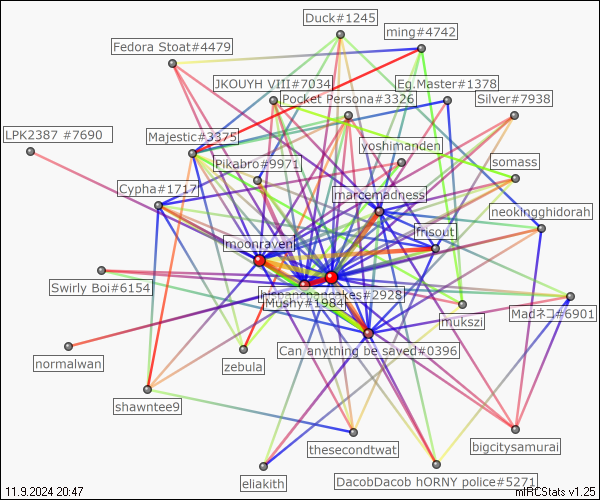 Duck#1245
ming#4742
Fedora Stoat#4479
JKOUYH VIII#7034
Eg.Master#1378
Pocket Persona#3326
Silver#7938
LPK2387 #7690
Majestic#3375
yoshimanden
Pikabro#9971
somass
Cypha#1717
marcemadness
neokingghidorah
frisout
moonraven
Swirly Boi#6154
Mushy#1984
Madネコ#6901
mukszi
Can anything be saved#0396
normalwan
zebula
shawntee9
thesecondtwat
bigcitysamurai
eliakith
DacobDacob hORNY police#5271
11.9.2024 20:47
mIRCStats v1.25